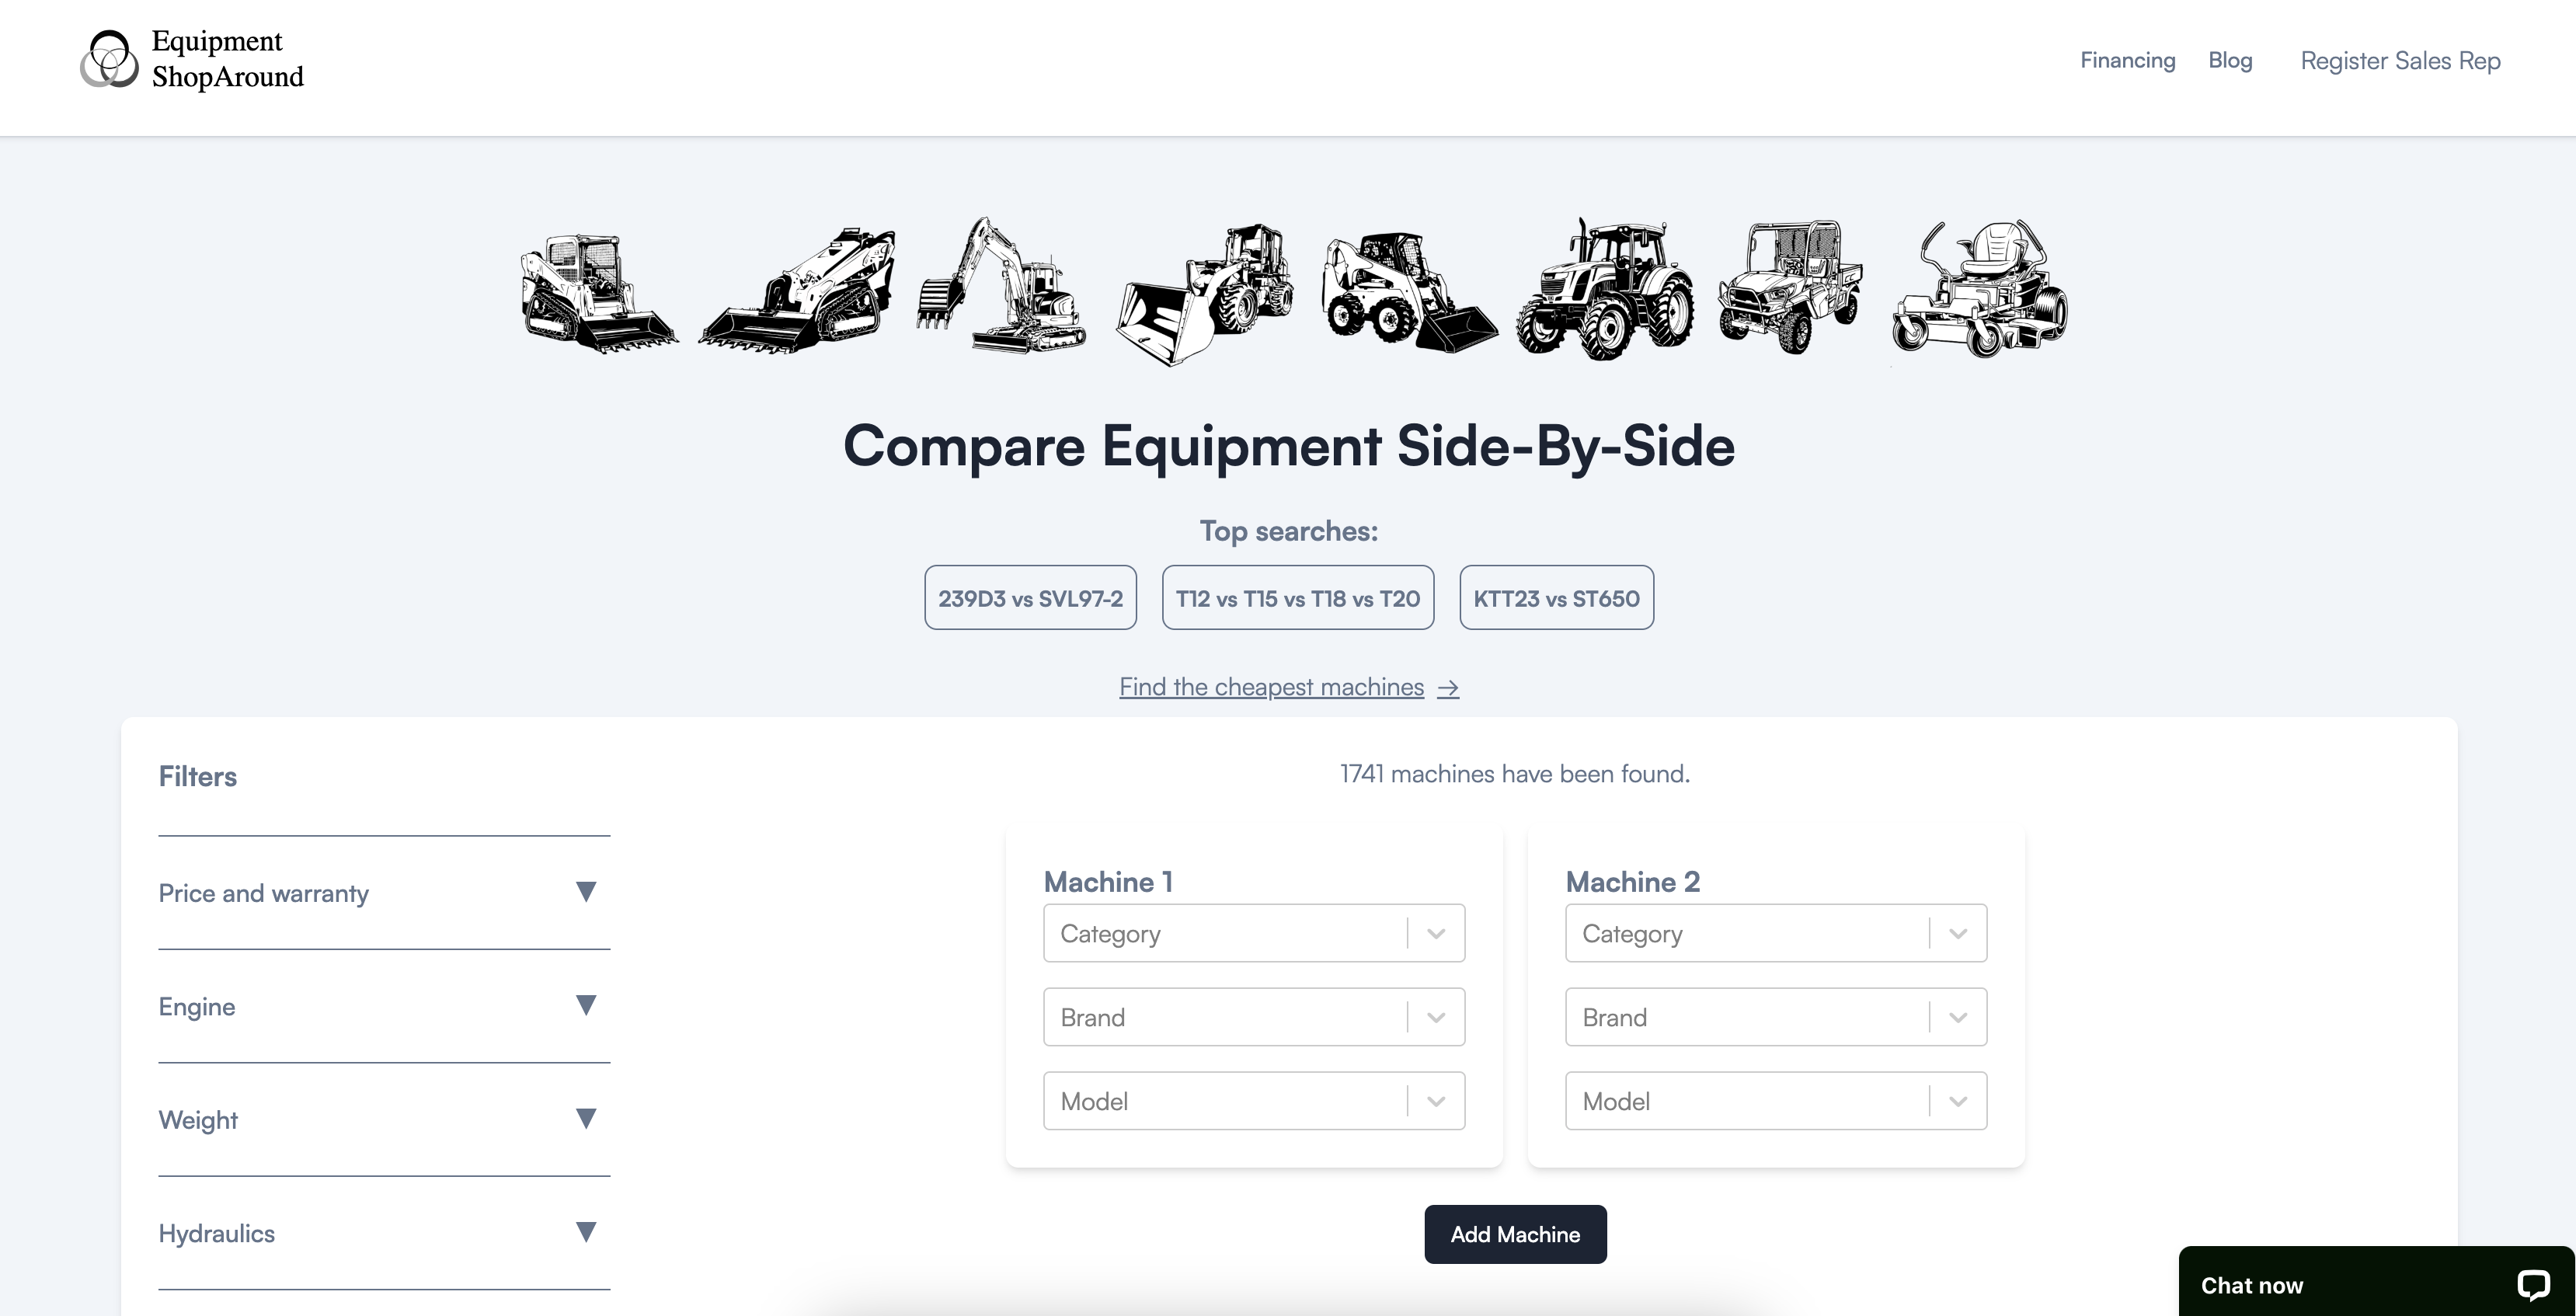 Equipment
ShopAround
Financing
Blog
Register Sales Rep
Compare Equipment Side-By-Side
Top searches:
239D3 vs SVL97-2
T12 vs T15 vs T18 vs T20
KTT23 vs ST650
Find the cheapest machines →
Filters
Price and warranty
Engine
Weight
Hydraulics
1741 machines have been found.
Machine 1
Category
Brand
Model
Machine 2
Category
Brand
Model
Add Machine
Chat now